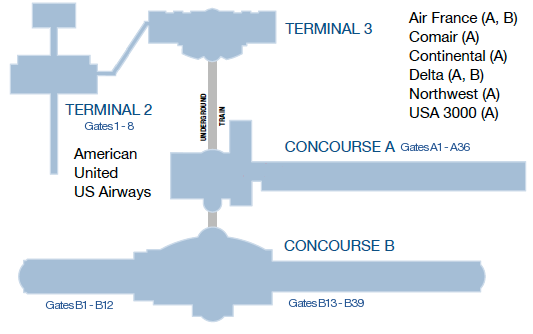 TERMINAL 3
Air France (A, B)
Comair (A)
Continental (A)
Delta (A, B)
Northwest (A)
USA 3000 (A)
UNDERGROUND
TRAIN
TERMINAL 2
Gates 1 - 8
American
United
US Airways
CONCOURSE A Gates A1 - A36
CONCOURSE B
Gates B1 - B12
Gates B13 - B39